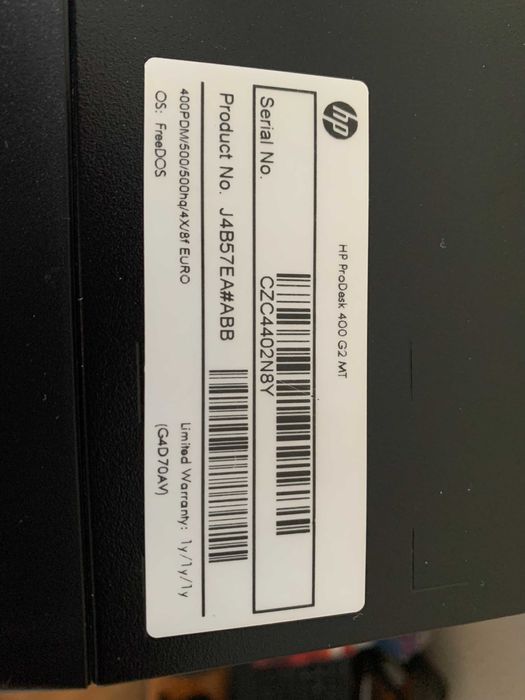 hp
HP ProDesk 400 G2 MT
Serial No.
CZC4402N8Y
Product No. J4B57EA#ABB
400PDM/500/500hq/4X/8f EURO
Limited Warranty: 1y/1y/1y
OS: FreeDOS
(G4D70AV)